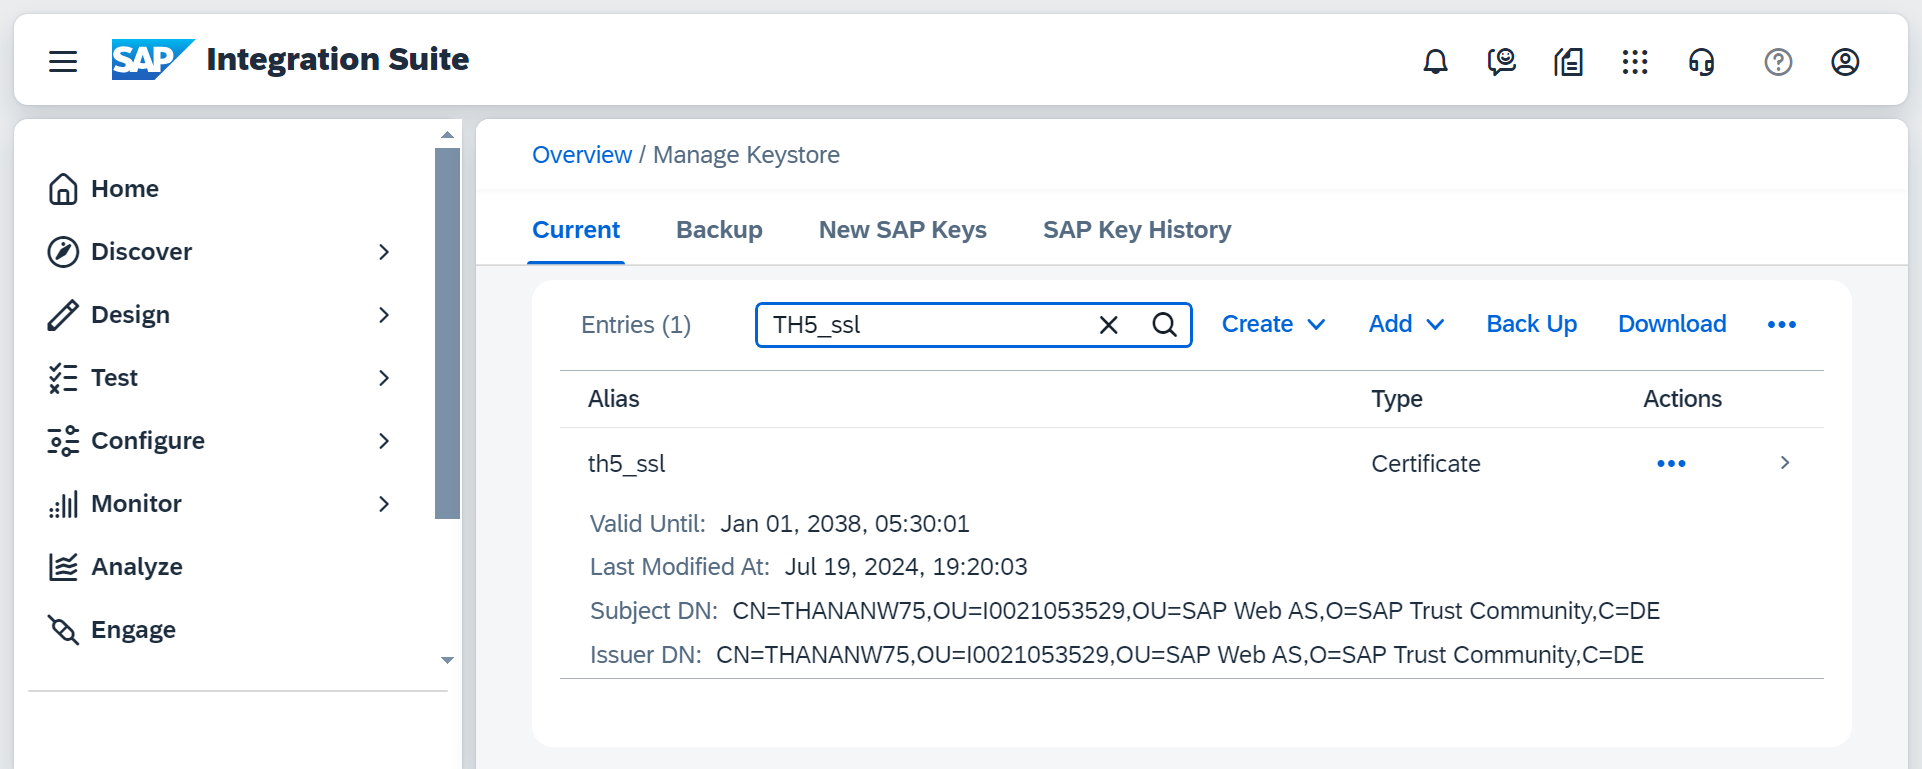 SAP Integration Suite
Home
Discover
Design
Test
Configure
Monitor
Analyze
Engage
Overview / Manage Keystore
Current Backup New SAP Keys SAP Key History
Entries (1) TH5_ssl Create Add Back Up Download
Alias Type Actions
th5_ssl Certificate
Valid Until: Jan 01, 2038, 05:30:01
Last Modified At: Jul 19, 2024, 19:20:03
Subject DN: CN=THANANW75,OU=I0021053529,OU=SAP Web AS,O=SAP Trust Community,C=DE
Issuer DN: CN=THANANW75,OU=I0021053529,OU=SAP Web AS,O=SAP Trust Community,C=DE